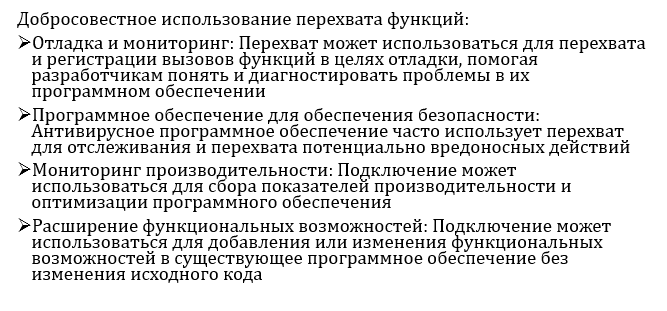 Добросовестное использование перехвата функций:
➢Отладка и мониторинг: Перехват может использоваться для перехвата
и регистрации вызовов функций в целях отладки, помогая
разработчикам понять и диагностировать проблемы в их
программном обеспечении
➢Программное обеспечение для обеспечения безопасности:
Антивирусное программное обеспечение часто использует перехват
для отслеживания и перехвата потенциально вредоносных действий
➢Мониторинг производительности: Подключение может
использоваться для сбора показателей производительности и
оптимизации программного обеспечения
➢Расширение функциональных возможностей: Подключение может
использоваться для добавления или изменения функциональных
возможностей в существующее программное обеспечение без
изменения исходного кода